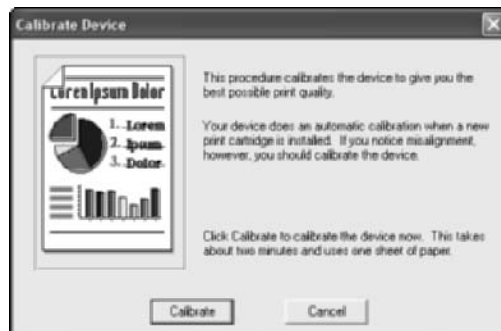 Calibrate Device
Lorem Ipsum Dolor
1. Lorem
2. Ipsum
3. Dolor
This procedure calibrates the device to give you the
best possible print quality.
Your device does an automatic calibration when a new
print cartridge is installed. If you notice misalignment,
however, you should calibrate the device.
Click Calibrate to calibrate the device now. This takes
about two minutes and uses one sheet of paper.
Calibrate
Cancel